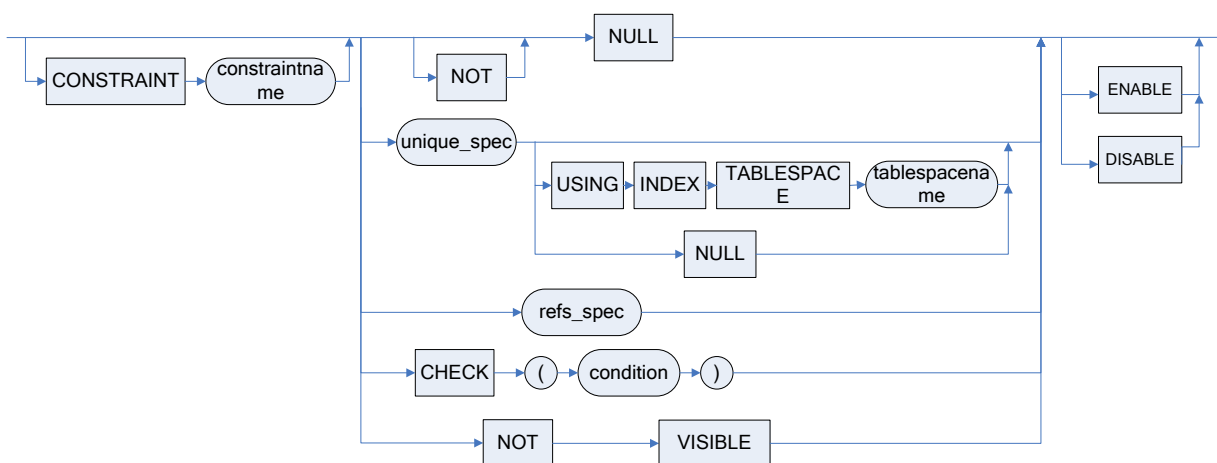 NULL
CONSTRAINT
constraintna
me
NOT
ENABLE
DISABLE
unique_spec
USING
INDEX
TABLESPAC
E
tablespacena
me
NULL
refs_spec
CHECK
(
condition
)
NOT
VISIBLE